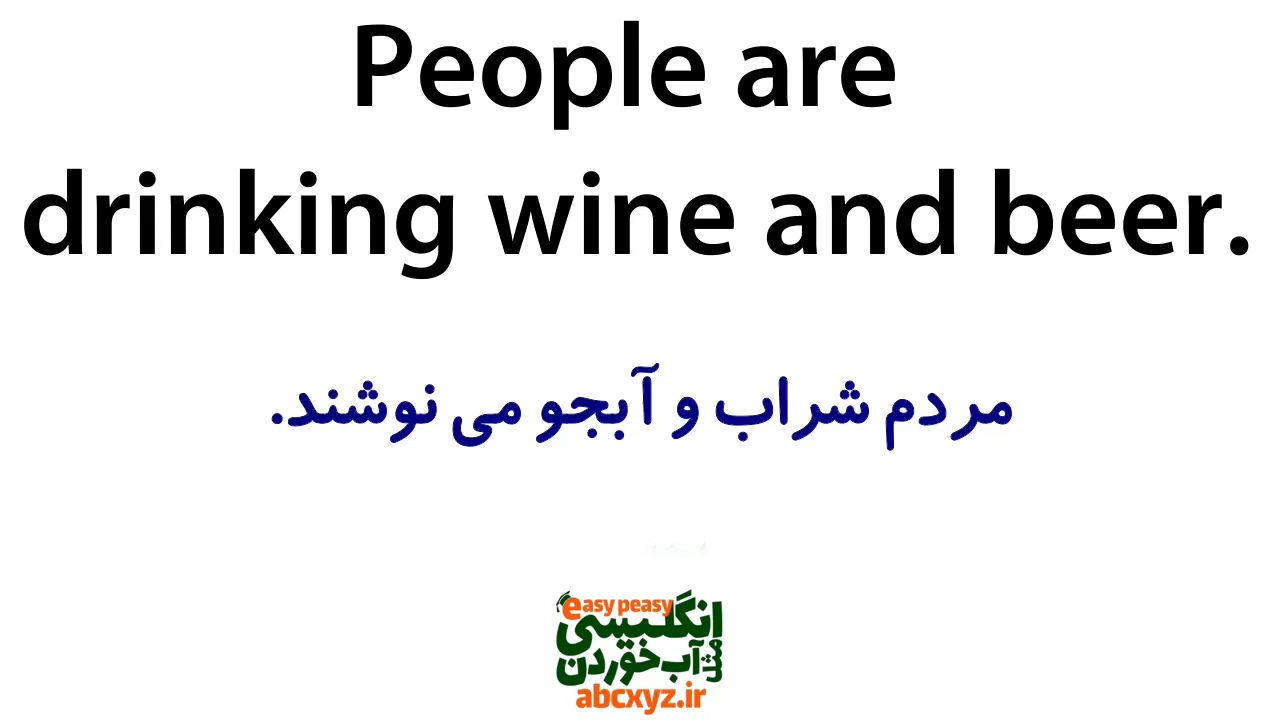 People are
drinking wine and beer.
مردم شراب و آبجو می نوشند.
easy peasy
انگلیسی
مثل آب خوردن
abcxyz.ir